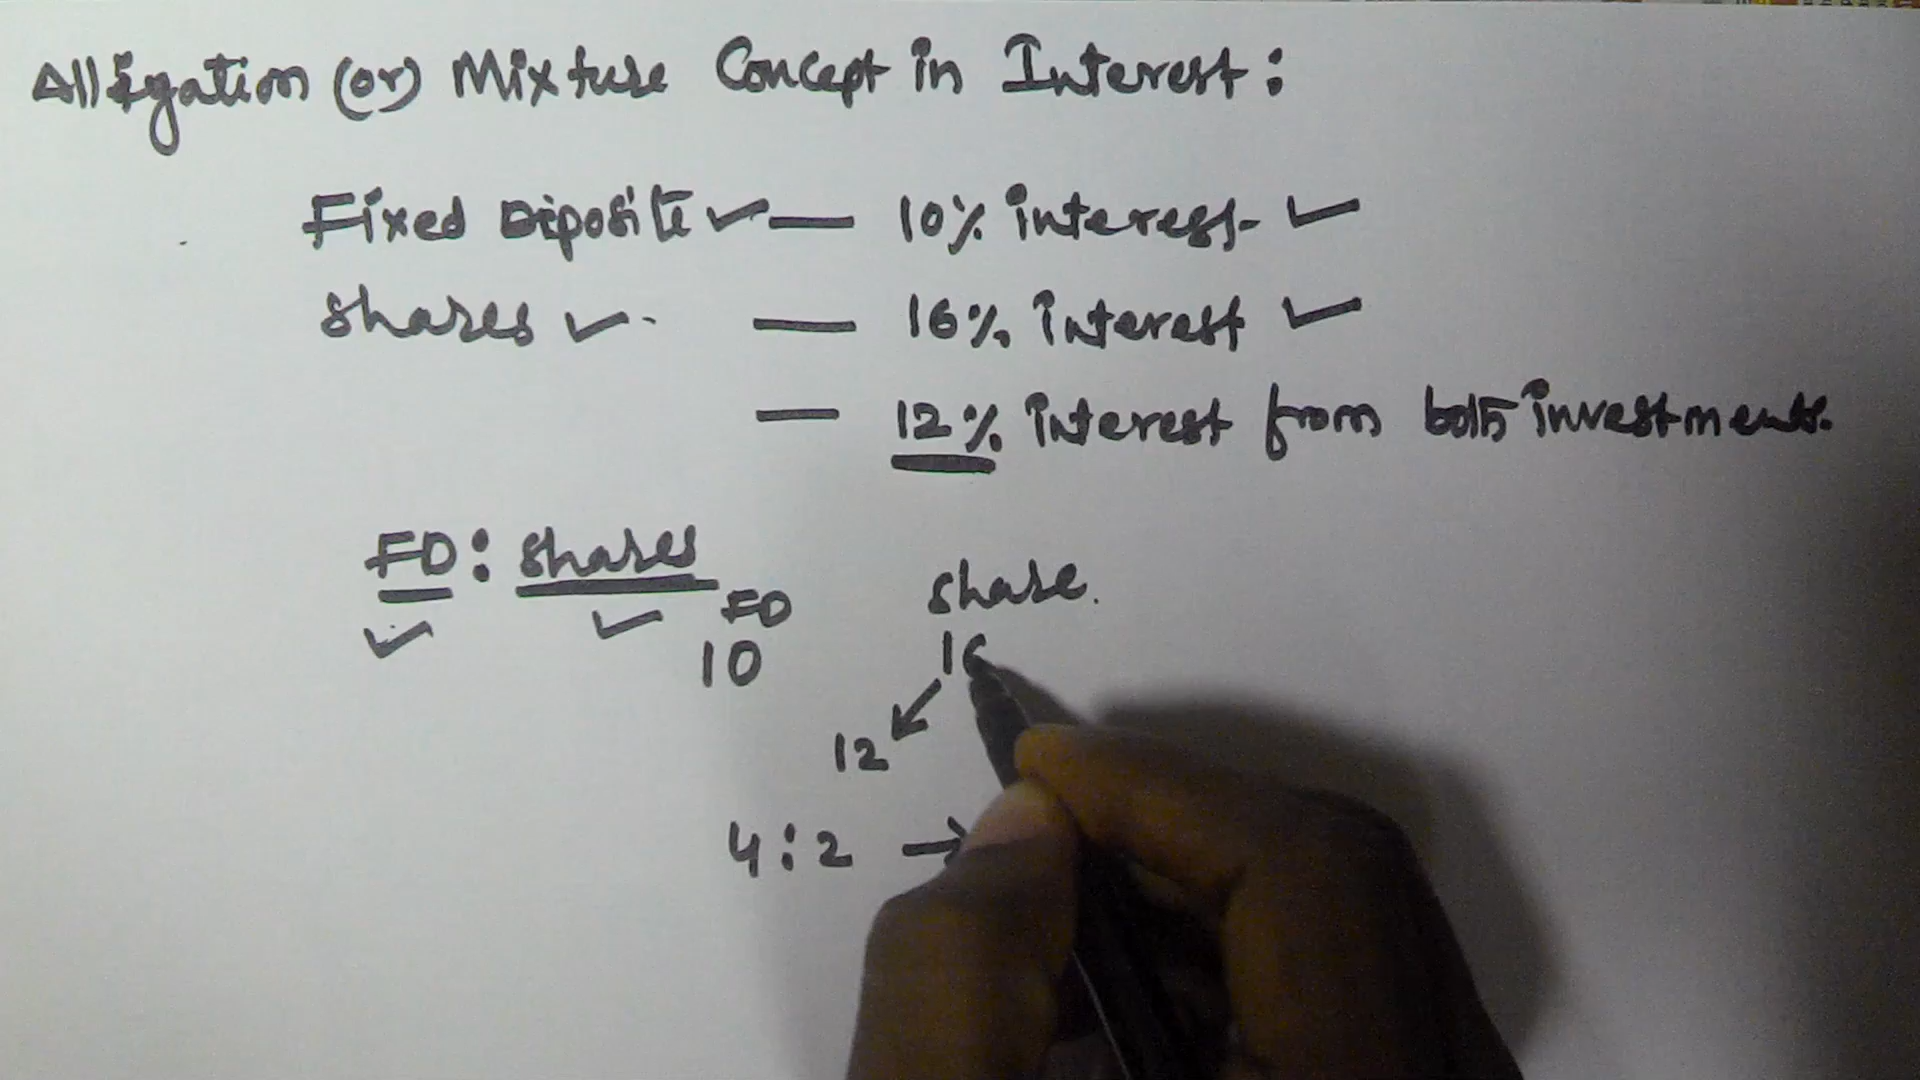 Alligation (or) Mixture Concept in Interest:
Fixed Diposite ✓ — 10% interest - ✓
Shares ✓ - — 16% interest ✓
— 12% interest from both investments.
FD : Shares
✓ ✓
FD Share.
10 16
12
4 : 2 →